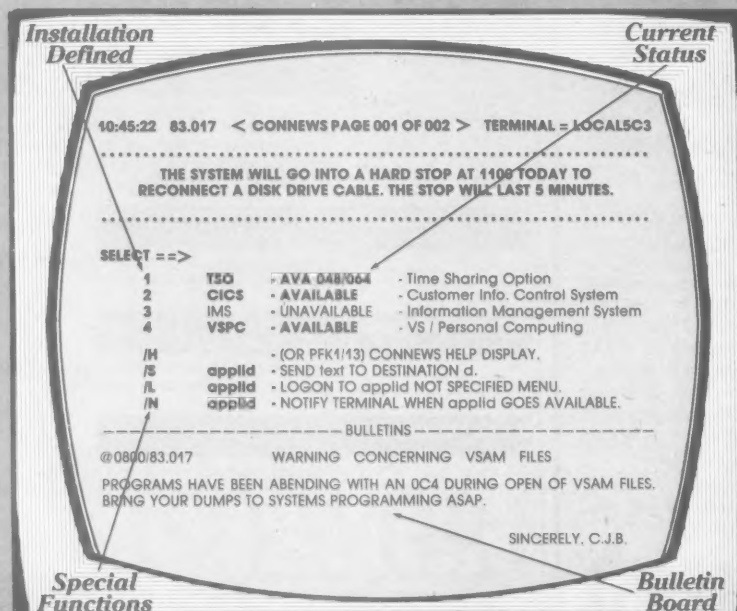 Installation
Defined
Current
Status
10:45:22 83.017 < CONNEWS PAGE 001 OF 002 > TERMINAL = LOCAL5C3
THE SYSTEM WILL GO INTO A HARD STOP AT 1100 TODAY TO
RECONNECT A DISK DRIVE CABLE. THE STOP WILL LAST 5 MINUTES.
SELECT ==>
1 TSO - AVA 048/064 - Time Sharing Option
2 CICS - AVAILABLE - Customer Info. Control System
3 IMS - UNAVAILABLE - Information Management System
4 VSPC - AVAILABLE - VS / Personal Computing
/H - (OR PFK1/13) CONNEWS HELP DISPLAY.
/S applid - SEND text TO DESTINATION d.
/L applid - LOGON TO applid NOT SPECIFIED MENU.
/N applid - NOTIFY TERMINAL WHEN applid GOES AVAILABLE.
BULLETINS
@0800/83.017 WARNING CONCERNING VSAM FILES
PROGRAMS HAVE BEEN ABENDING WITH AN 0C4 DURING OPEN OF VSAM FILES.
BRING YOUR DUMPS TO SYSTEMS PROGRAMMING ASAP.
SINCERELY, C.J.B.
Special
Functions
Bulletin
Board